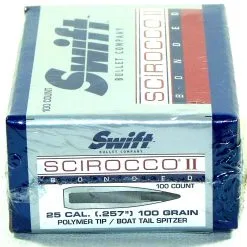 Swift
BULLET COMPANY
SCIROCCO II
BONDED
100 COUNT
Swift
BULLET COMPANY
SCIROCCO II
BONDED
100 COUNT
25 CAL. (.257") 100 GRAIN
POLYMER TIP / BOAT TAIL SPITZER